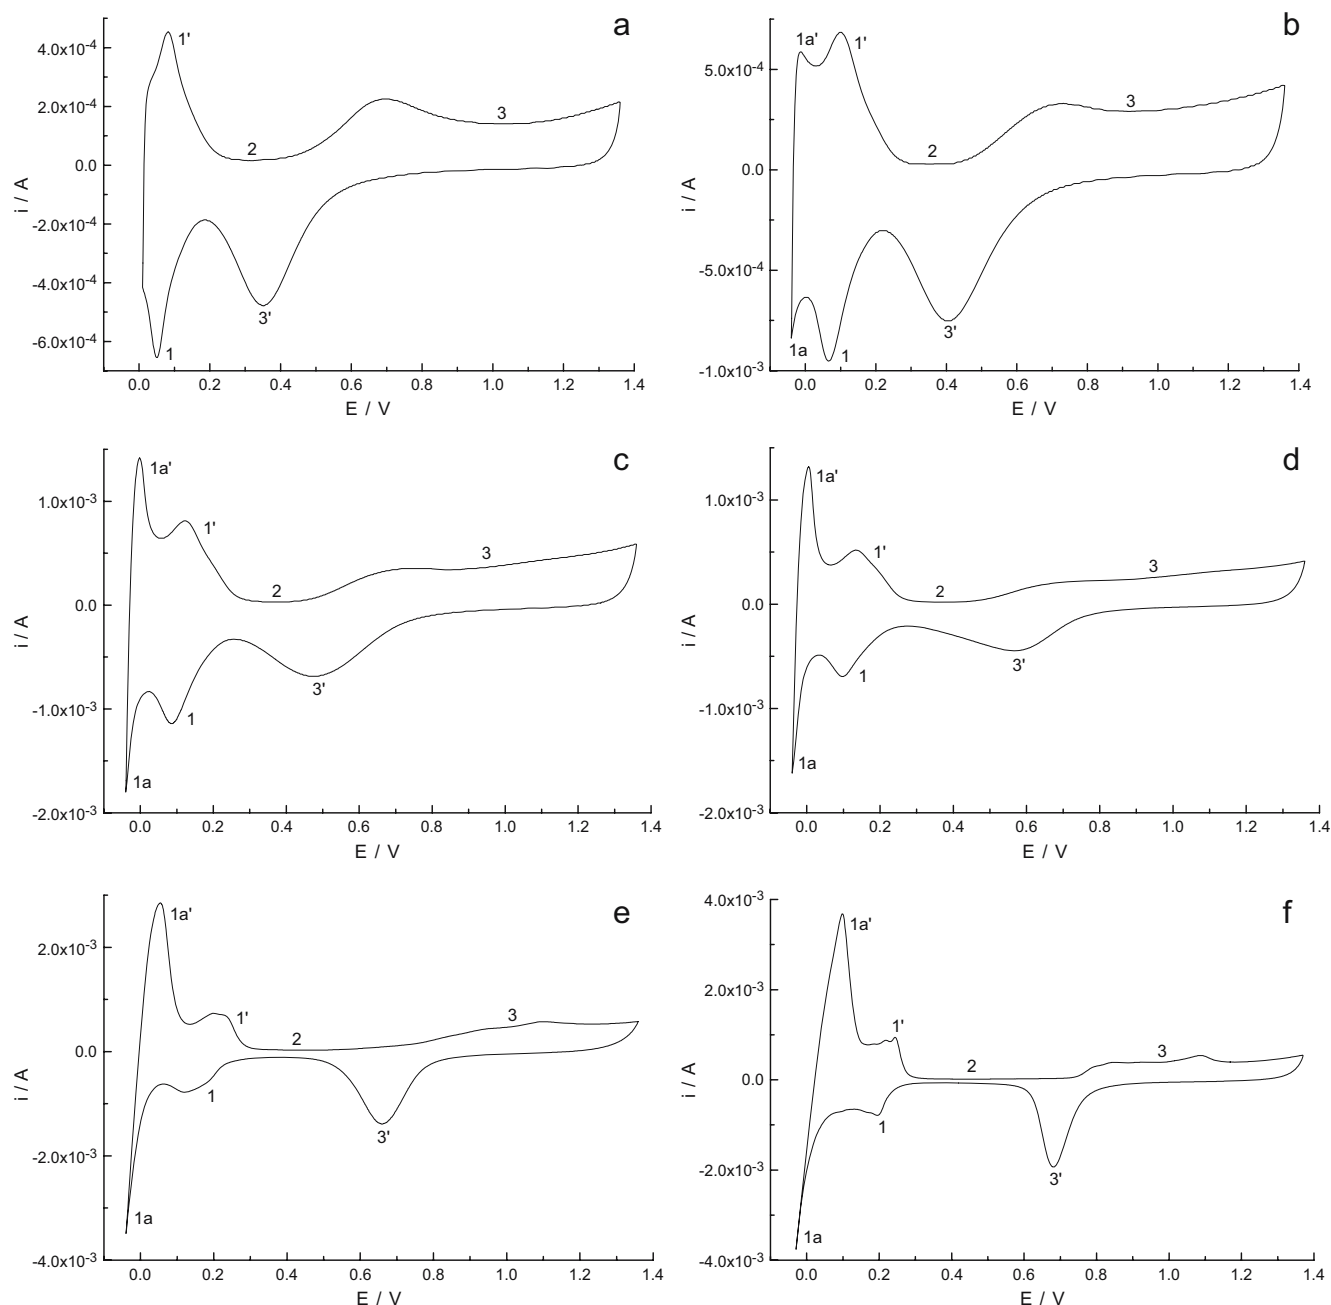 a
4.0x10-4
2.0x10-4
0.0
-2.0x10-4
-4.0x10-4
-6.0x10-4
i / A
1'
2
3
3'
1
0.0 0.2 0.4 0.6 0.8 1.0 1.2 1.4
E / V
b
5.0x10-4
0.0
-5.0x10-4
-1.0x10-3
i / A
1a'
1'
2
3
3'
1a
1
0.0 0.2 0.4 0.6 0.8 1.0 1.2 1.4
E / V
c
1.0x10-3
0.0
-1.0x10-3
-2.0x10-3
i / A
1a'
1'
2
3
3'
1
1a
0.0 0.2 0.4 0.6 0.8 1.0 1.2 1.4
E / V
d
1.0x10-3
0.0
-1.0x10-3
-2.0x10-3
i / A
1a'
1'
2
3
3'
1
1a
0.0 0.2 0.4 0.6 0.8 1.0 1.2 1.4
E / V
e
2.0x10-3
0.0
-2.0x10-3
-4.0x10-3
i / A
1a'
1'
2
3
1
3'
1a
0.0 0.2 0.4 0.6 0.8 1.0 1.2 1.4
E / V
f
4.0x10-3
2.0x10-3
0.0
-2.0x10-3
-4.0x10-3
i / A
1a'
1'
2
3
1
3'
1a
0.0 0.2 0.4 0.6 0.8 1.0 1.2 1.4
E / V